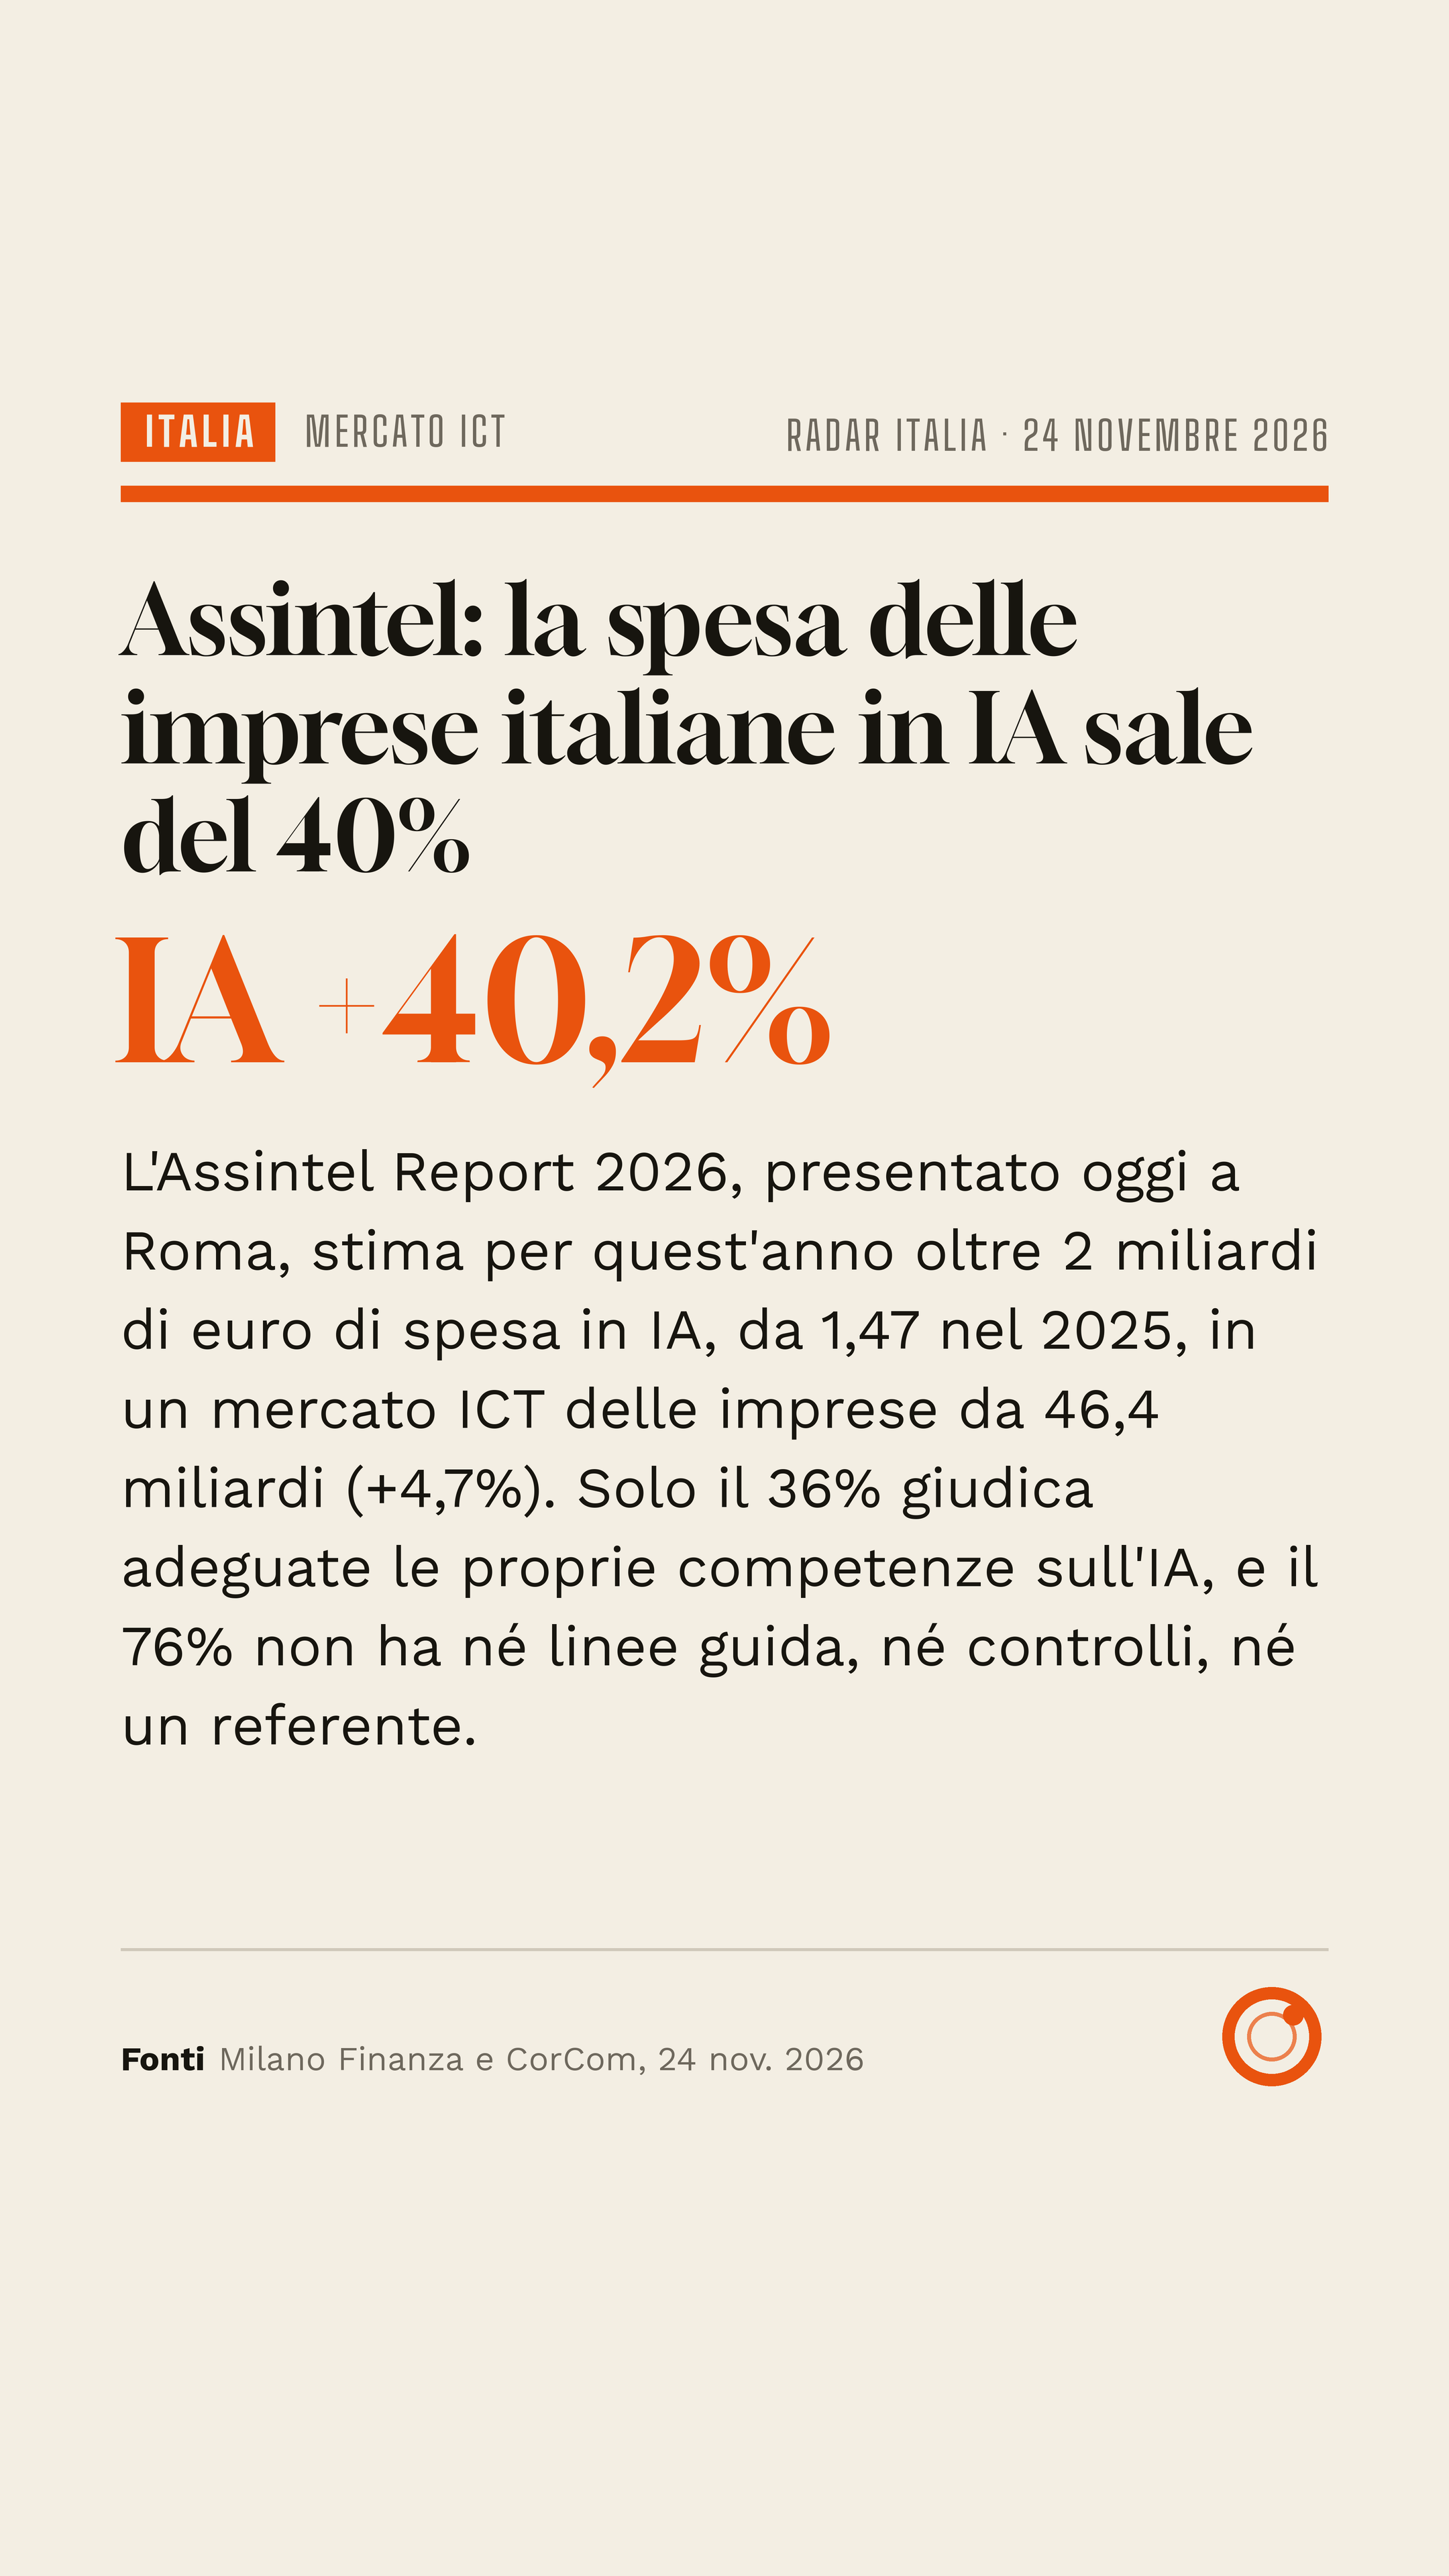 ITALIA MERCATO ICT RADAR ITALIA · 24 NOVEMBRE 2026
Assintel: la spesa delle
imprese italiane in IA sale
del 40%
IA +40,2%
L'Assintel Report 2026, presentato oggi a
Roma, stima per quest'anno oltre 2 miliardi
di euro di spesa in IA, da 1,47 nel 2025, in
un mercato ICT delle imprese da 46,4
miliardi (+4,7%). Solo il 36% giudica
adeguate le proprie competenze sull'IA, e il
76% non ha né linee guida, né controlli, né
un referente.
Fonti Milano Finanza e CorCom, 24 nov. 2026